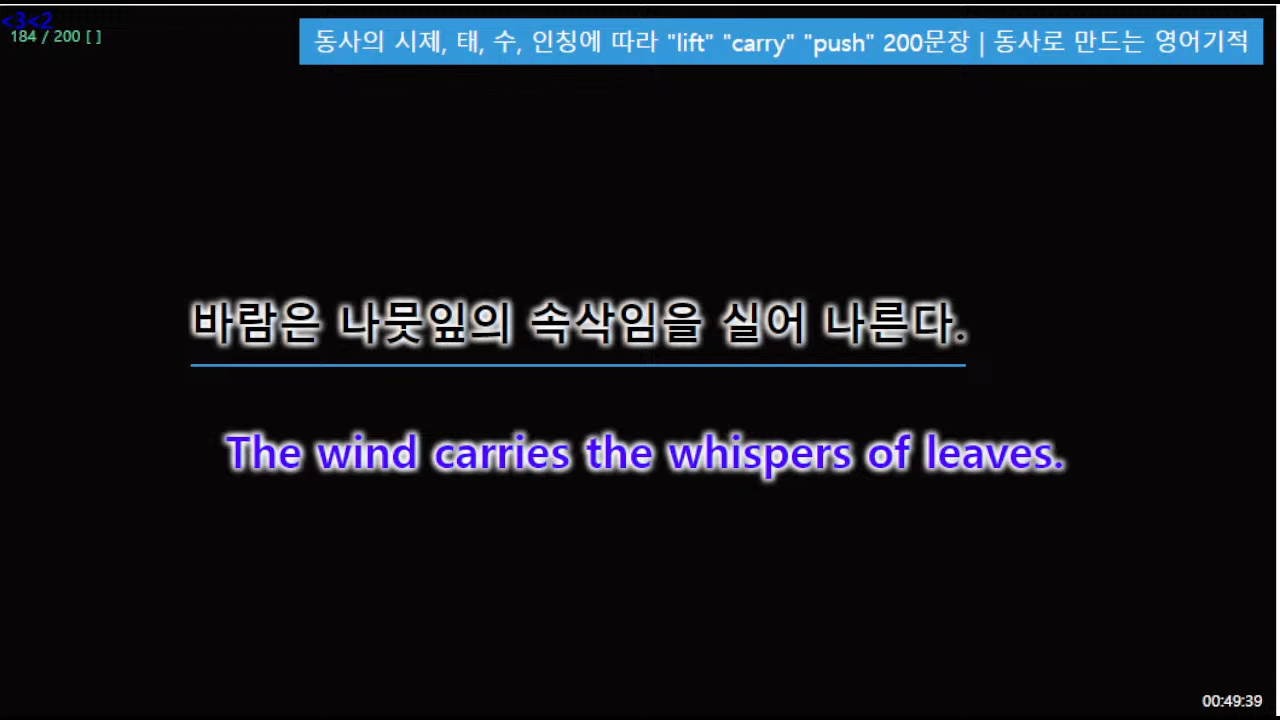 <3<2
184 / 200 [ ]
동사의 시제, 태, 수, 인칭에 따라 "lift" "carry" "push" 200문장 | 동사로 만드는 영어기적
바람은 나뭇잎의 속삭임을 실어 나른다.
The wind carries the whispers of leaves.
00:49:39